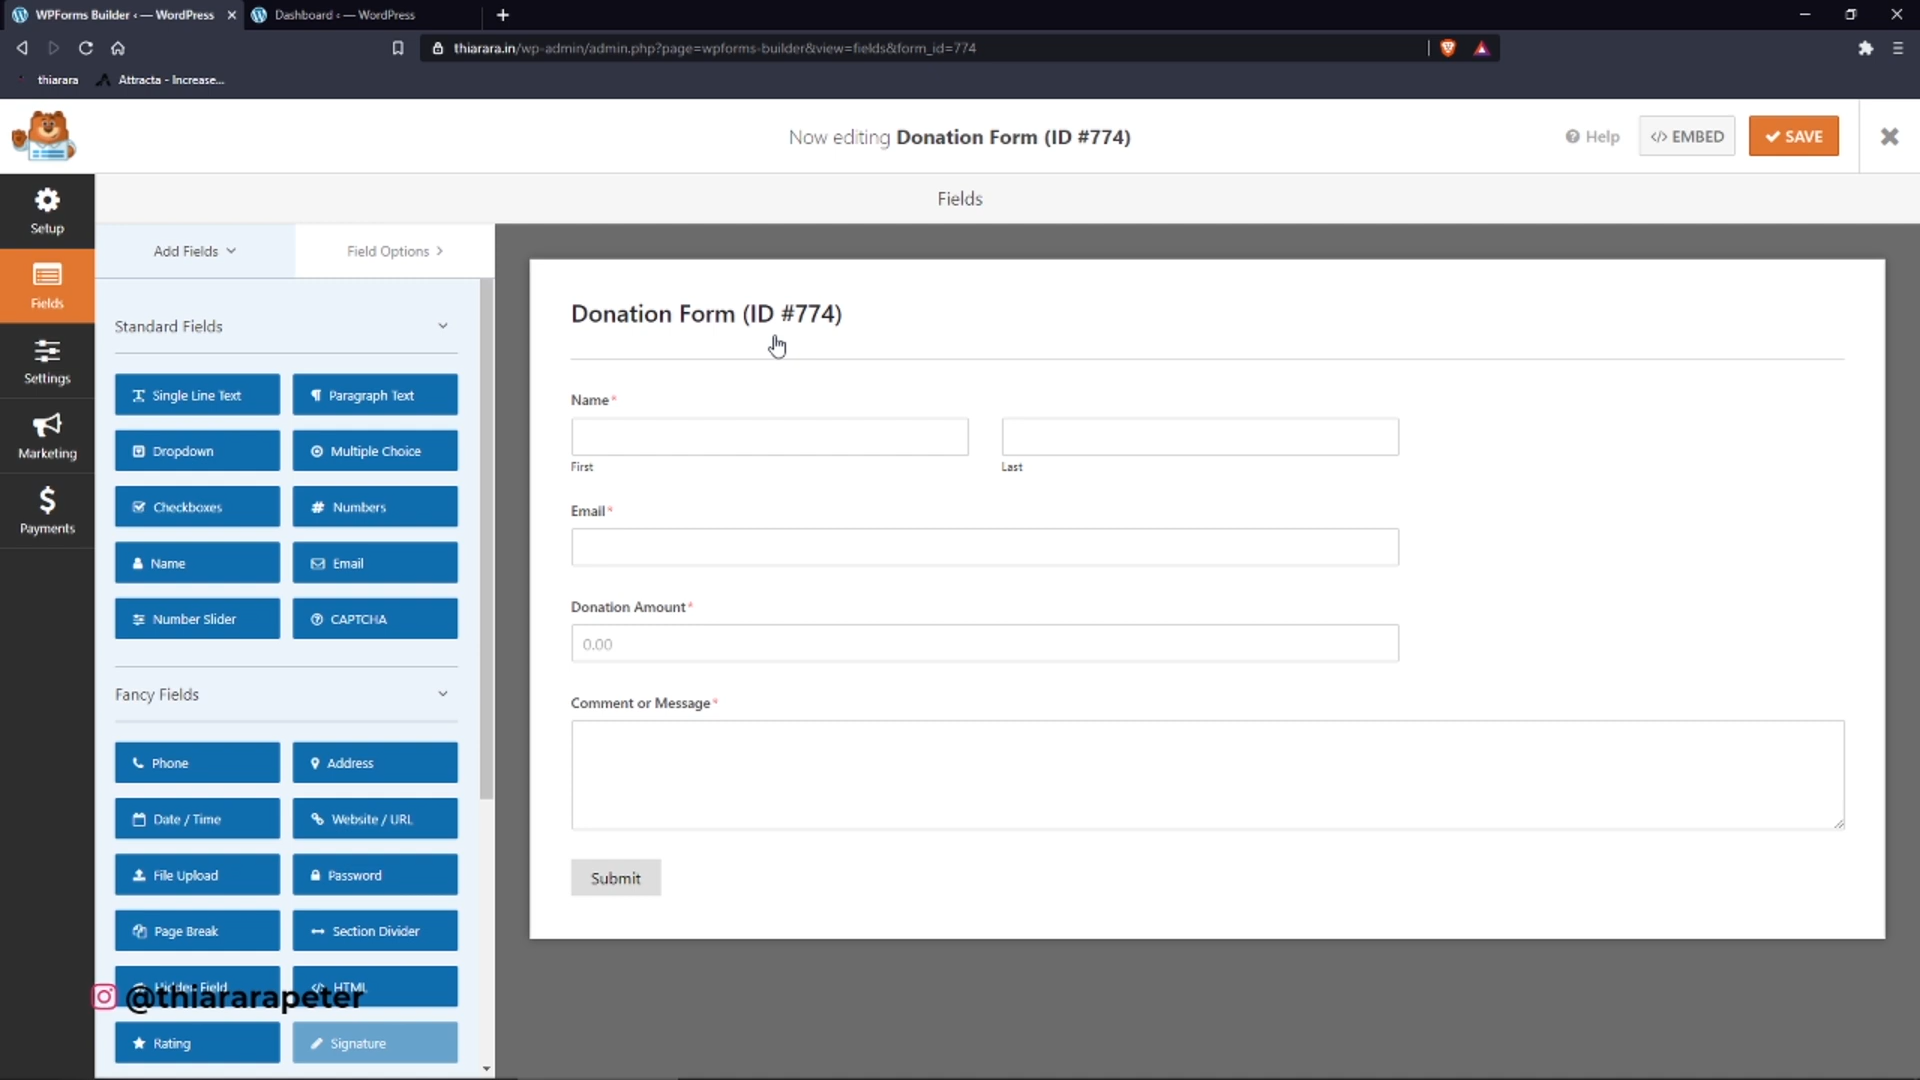 WPForms Builder ‹ — WordPress
Dashboard ‹ — WordPress
thiarara.in/wp-admin/admin.php?page=wpforms-builder&view=fields&form_id=774
thiarara
Attracta - Increase...
Now editing Donation Form (ID #774)
Help
</> EMBED
SAVE
Setup
Fields
Settings
Marketing
Payments
Fields
Add Fields
Field Options
Standard Fields
Single Line Text
Paragraph Text
Dropdown
Multiple Choice
Checkboxes
Numbers
Name
Email
Number Slider
CAPTCHA
Fancy Fields
Phone
Address
Date / Time
Website / URL
File Upload
Password
Page Break
Section Divider
Hidden Field
HTML
@thiararapeter
Rating
Signature
Donation Form (ID #774)
Name*
First
Last
Email*
Donation Amount*
0.00
Comment or Message*
Submit